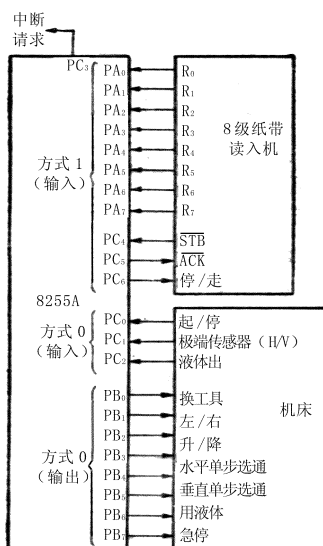 中断
请求
PC3
PA0 R0
PA1 R1
PA2 R2
PA3 R3
PA4 R4
PA5 R5
PA6 R6
PA7 R7
8级纸带
读入机
方式1
(输入)
PC4 STB
PC5 ACK
PC6 停/走
8255A
方式0
(输入)
PC0 起/停
PC1 极端传感器(H/V)
PC2 液体出
机床
方式0
(输出)
PB0 换工具
PB1 左/右
PB2 升/降
PB3 水平单步选通
PB4 垂直单步选通
PB5 用液体
PB6 急停
PB7